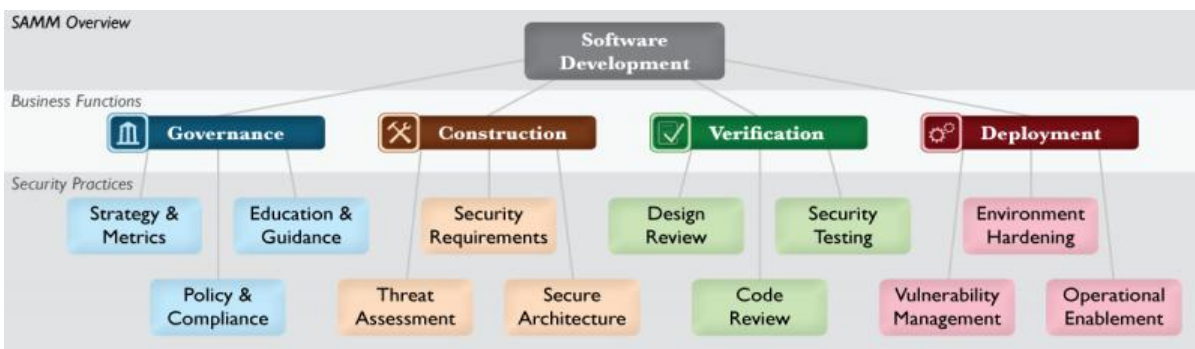 SAMM Overview
Software
Development
Business Functions
Governance
Construction
Verification
Deployment
Security Practices
Strategy &
Metrics
Education &
Guidance
Security
Requirements
Design
Review
Security
Testing
Environment
Hardening
Policy &
Compliance
Threat
Assessment
Secure
Architecture
Code
Review
Vulnerability
Management
Operational
Enablement